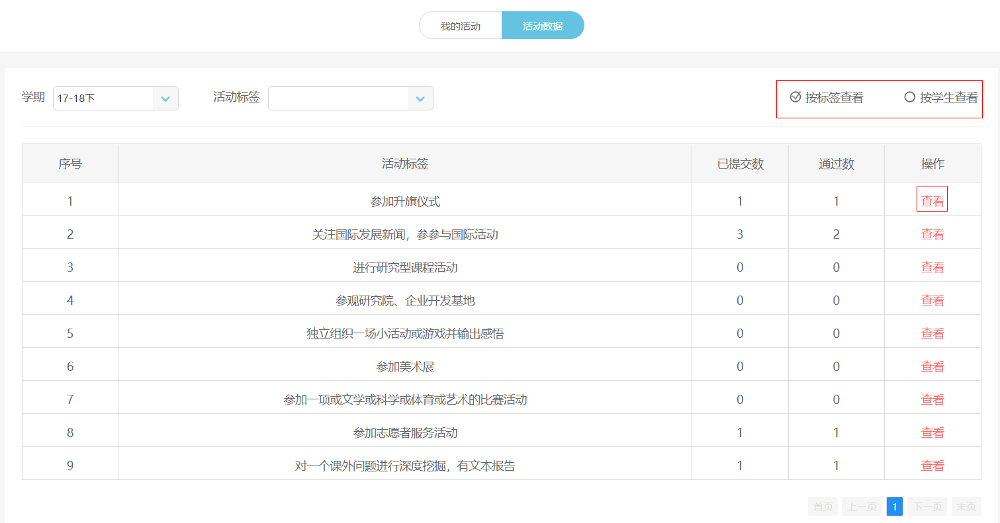 我的活动 活动数据
学期 17-18下 活动标签 按标签查看 按学生查看
序号 活动标签 已提交数 通过数 操作
1 参加升旗仪式 1 1 查看
2 关注国际发展新闻，参参与国际活动 3 2 查看
3 进行研究型课程活动 0 0 查看
4 参观研究院、企业开发基地 0 0 查看
5 独立组织一场小活动或游戏并输出感悟 0 0 查看
6 参加美术展 0 0 查看
7 参加一项或文学或科学或体育或艺术的比赛活动 0 0 查看
8 参加志愿者服务活动 1 1 查看
9 对一个课外问题进行深度挖掘，有文本报告 1 1 查看
首页 上一页 1 下一页 末页